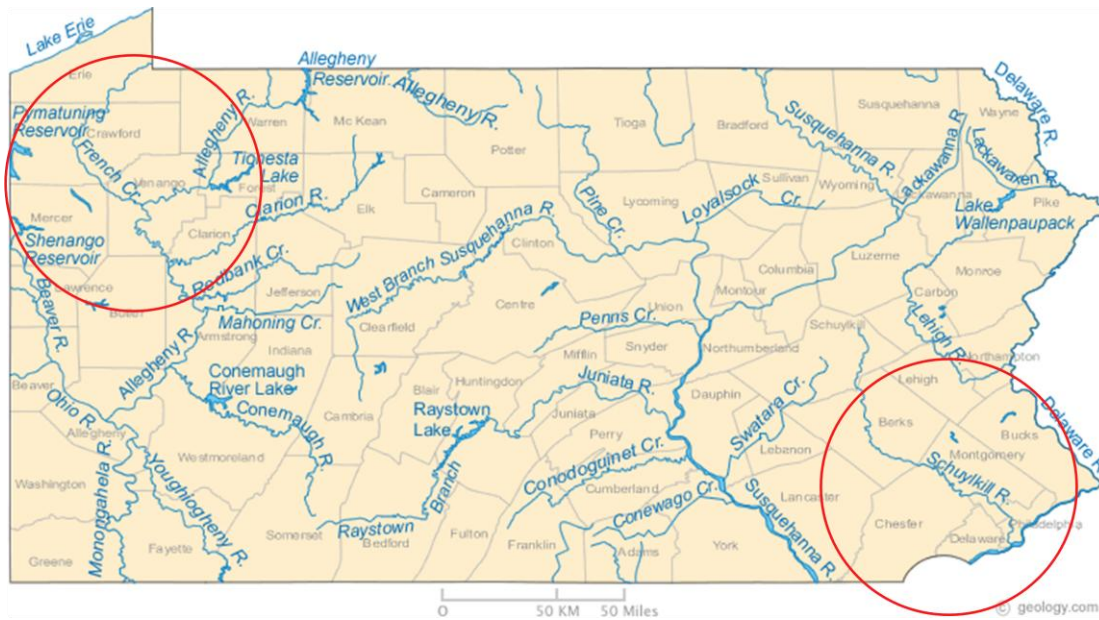 Lake Erie
Erie
Pymatuning
Reservoir
Crawford
French Cr.
Allegheny R.
Warren
Allegheny
Reservoir
Allegheny R.
Mc Kean
Potter
Tioga
Bradford
Susquehanna
Susquehanna R.
Wayne
Delaware R.
Lackawanna R.
Lackawaxen R.
Tionesta
Lake
Venango
Forest
Mercer
Shenango
Reservoir
Clarion R.
Clarion
Elk
Cameron
Clinton
Lycoming
Pine Cr.
Sullivan
Wyoming
Loyalsock
Cr.
Lackawanna
Lake
Wallenpaupack
Pike
Luzerne
Monroe
Carbon
Columbia
Montour
Union
Redbank Cr.
Jefferson
Lawrence
Butler
Beaver R.
West Branch Susquehanna R.
Centre
Clearfield
Mahoning Cr.
Armstrong
Indiana
Penns Cr.
Mifflin
Snyder
Northumberland
Schuylkill
Lehigh R.
Northampton
Lehigh
Beaver
Ohio R.
Allegheny R.
Allegheny
Conemaugh
River Lake
Conemaugh R.
Cambria
Blair
Huntingdon
Juniata R.
Juniata
Raystown
Lake
Perry
Dauphin
Swatara Cr.
Lebanon
Berks
Bucks
Montgomery
Delaware R.
Schuylkill R.
Westmoreland
Washington
Monongahela R.
Youghiogheny R.
Greene
Fayette
Somerset
Raystown
Branch
Bedford
Fulton
Franklin
Conodoguinet Cr.
Cumberland
Conewago Cr.
Adams
York
Susquehanna R.
Lancaster
Chesfer
Delaware
Philadelphia
0 50 KM 50 Miles
© geology.com